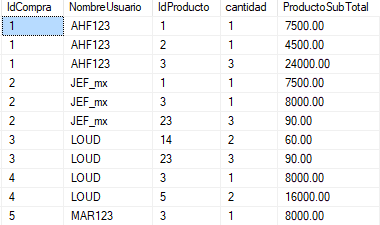 IdCompra NombreUsuario IdProducto cantidad ProductoSubTotal
1 AHF123 1 1 7500.00
1 AHF123 2 1 4500.00
1 AHF123 3 3 24000.00
2 JEF_mx 1 1 7500.00
2 JEF_mx 3 1 8000.00
2 JEF_mx 23 3 90.00
3 LOUD 14 2 60.00
3 LOUD 23 3 90.00
4 LOUD 3 1 8000.00
4 LOUD 5 2 16000.00
5 MAR123 3 1 8000.00